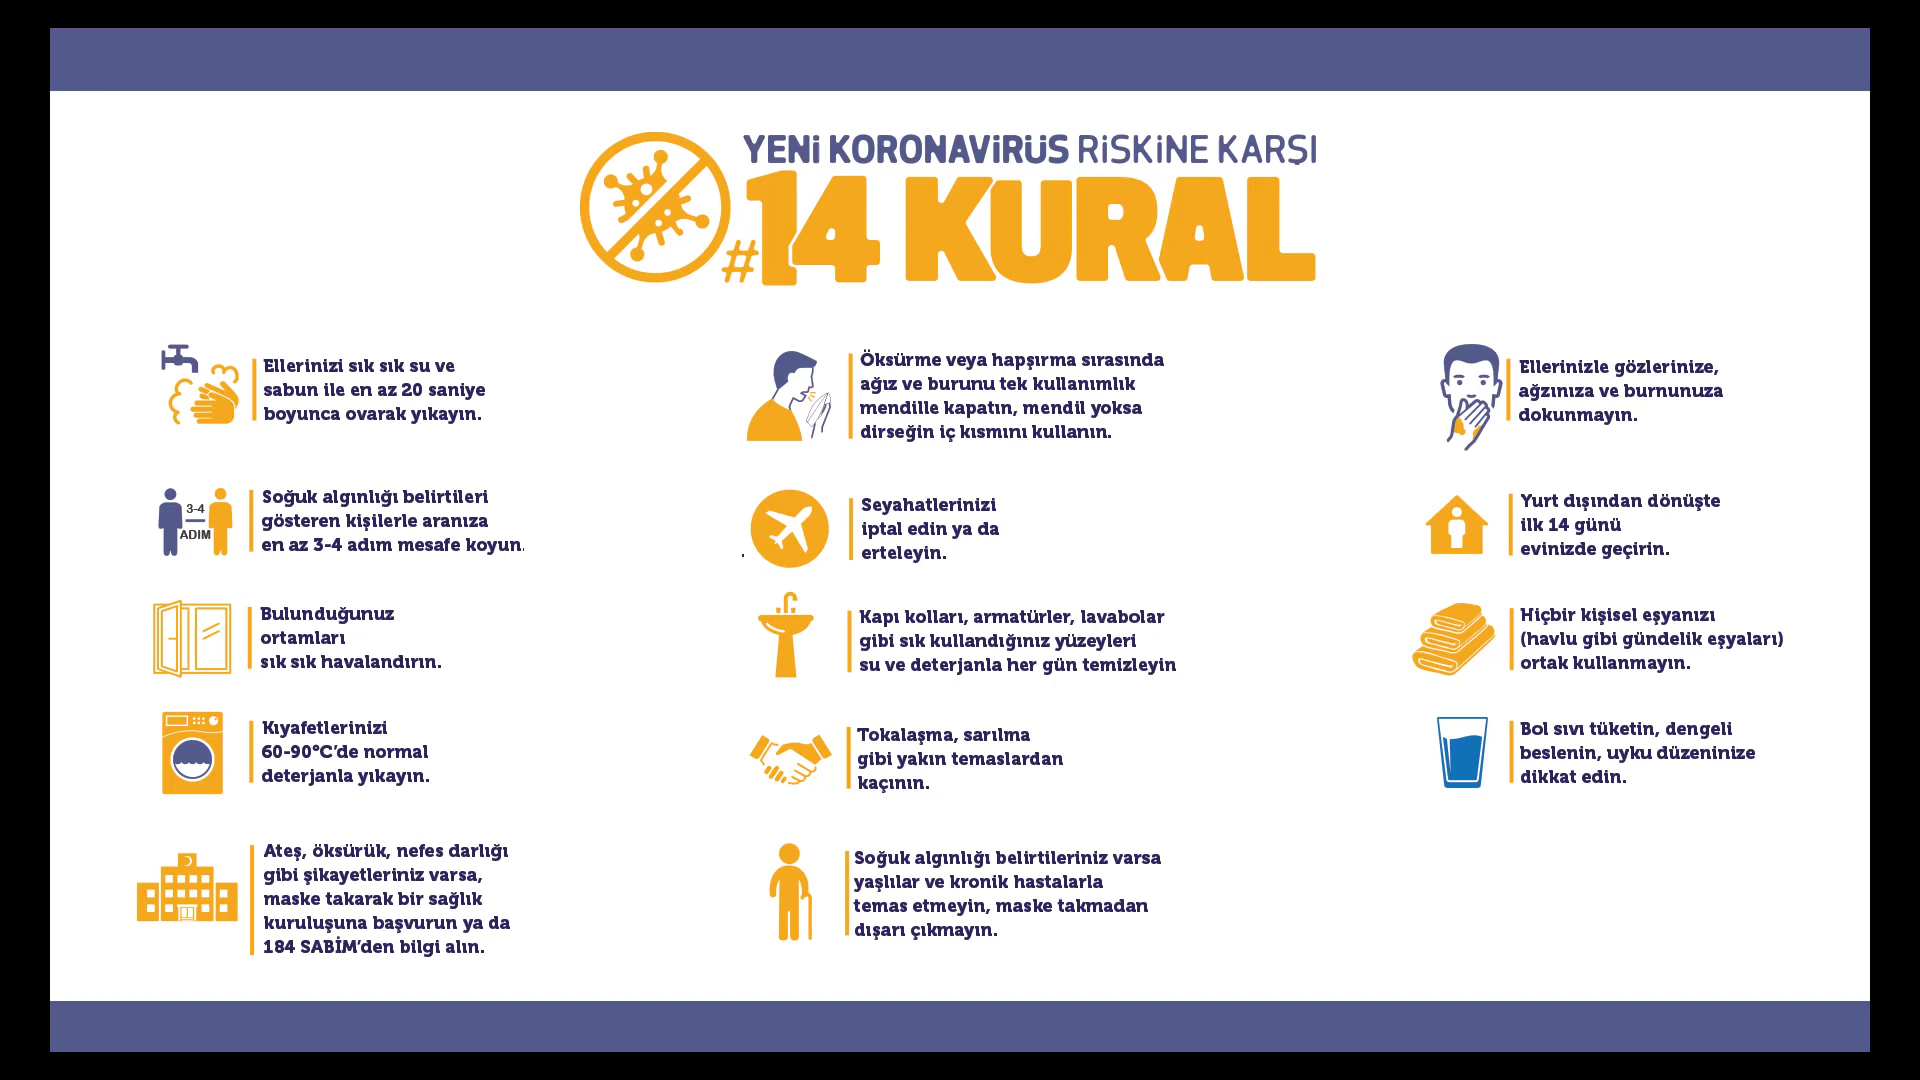 YENİ KORONAVİRÜS RİSKİNE KARŞI
#14 KURAL
Ellerinizi sık sık su ve
sabun ile en az 20 saniye
boyunca ovarak yıkayın.
Öksürme veya hapşırma sırasında
ağız ve burunu tek kullanımlık
mendille kapatın, mendil yoksa
dirseğin iç kısmını kullanın.
Ellerinizle gözlerinize,
ağzınıza ve burnunuza
dokunmayın.
3-4
ADIM
Soğuk algınlığı belirtileri
gösteren kişilerle aranıza
en az 3-4 adım mesafe koyun.
Seyahatlerinizi
iptal edin ya da
erteleyin.
Yurt dışından dönüşte
ilk 14 günü
evinizde geçirin.
Bulunduğunuz
ortamları
sık sık havalandırın.
Kapı kolları, armatürler, lavabolar
gibi sık kullandığınız yüzeyleri
su ve deterjanla her gün temizleyin
Hiçbir kişisel eşyanızı
(havlu gibi gündelik eşyaları)
ortak kullanmayın.
Kıyafetlerinizi
60-90°C'de normal
deterjanla yıkayın.
Tokalaşma, sarılma
gibi yakın temaslardan
kaçının.
Bol sıvı tüketin, dengeli
beslenin, uyku düzeninize
dikkat edin.
Ateş, öksürük, nefes darlığı
gibi şikayetleriniz varsa,
maske takarak bir sağlık
kuruluşuna başvurun ya da
184 SABİM'den bilgi alın.
Soğuk algınlığı belirtileriniz varsa
yaşlılar ve kronik hastalarla
temas etmeyin, maske takmadan
dışarı çıkmayın.